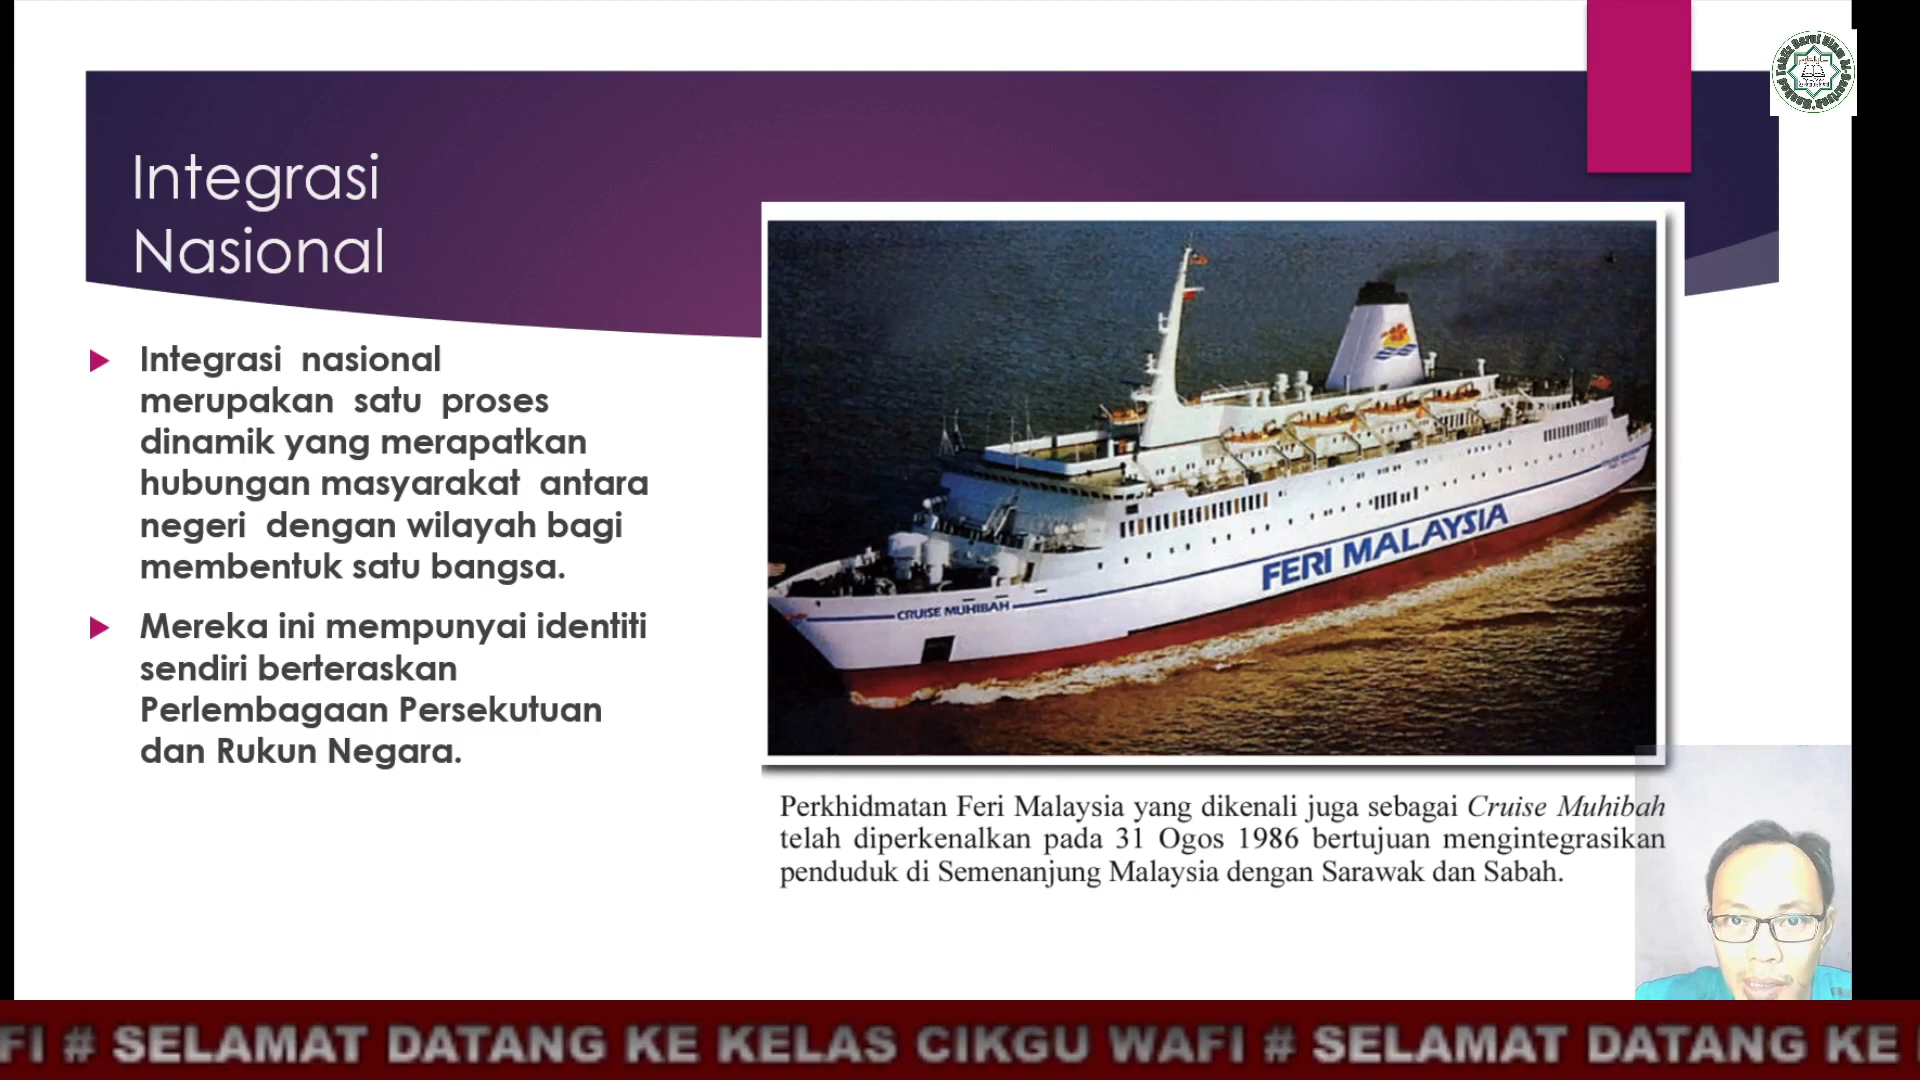 Integrasi
Nasional
Integrasi nasional
merupakan satu proses
dinamik yang merapatkan
hubungan masyarakat antara
negeri dengan wilayah bagi
membentuk satu bangsa.
Mereka ini mempunyai identiti
sendiri berteraskan
Perlembagaan Persekutuan
dan Rukun Negara.
FERI MALAYSIA
CRUISE MUHIBAH
Perkhidmatan Feri Malaysia yang dikenali juga sebagai Cruise Muhibah
telah diperkenalkan pada 31 Ogos 1986 bertujuan mengintegrasikan
penduduk di Semenanjung Malaysia dengan Sarawak dan Sabah.
FI # SELAMAT DATANG KE KELAS CIKGU WAFI # SELAMAT DATANG KE